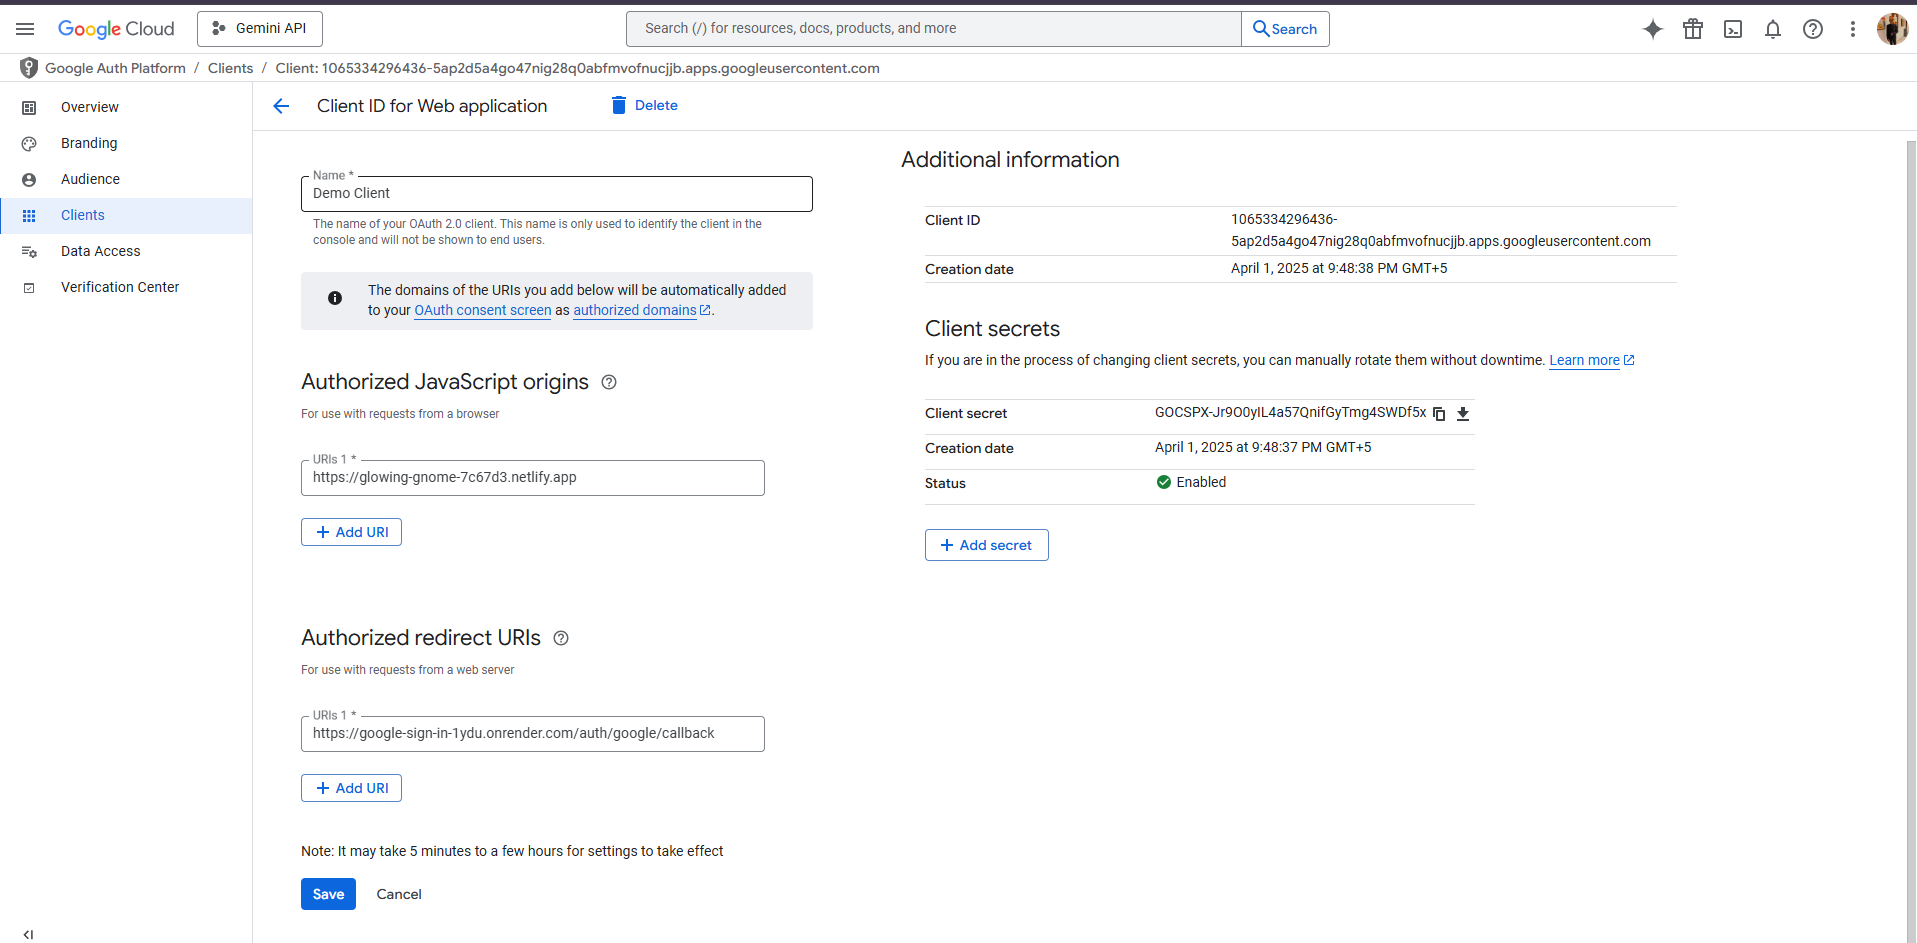 Google Cloud
Gemini API
Search (/) for resources, docs, products, and more
Search
Google Auth Platform / Clients / Client: 1065334296436-5ap2d5a4go47nig28q0abfmvofnucjjb.apps.googleusercontent.com
Overview
Branding
Audience
Clients
Data Access
Verification Center
Client ID for Web application
Delete
Name *
Demo Client
The name of your OAuth 2.0 client. This name is only used to identify the client in the
console and will not be shown to end users.
The domains of the URIs you add below will be automatically added
to your OAuth consent screen as authorized domains.
Authorized JavaScript origins
For use with requests from a browser
URIs 1 *
https://glowing-gnome-7c67d3.netlify.app
+ Add URI
Authorized redirect URIs
For use with requests from a web server
URIs 1 *
https://google-sign-in-1ydu.onrender.com/auth/google/callback
+ Add URI
Note: It may take 5 minutes to a few hours for settings to take effect
Save
Cancel
Additional information
Client ID
1065334296436-
5ap2d5a4go47nig28q0abfmvofnucjjb.apps.googleusercontent.com
Creation date
April 1, 2025 at 9:48:38 PM GMT+5
Client secrets
If you are in the process of changing client secrets, you can manually rotate them without downtime. Learn more
Client secret
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
Creation date
April 1, 2025 at 9:48:37 PM GMT+5
Status
Enabled
+ Add secret